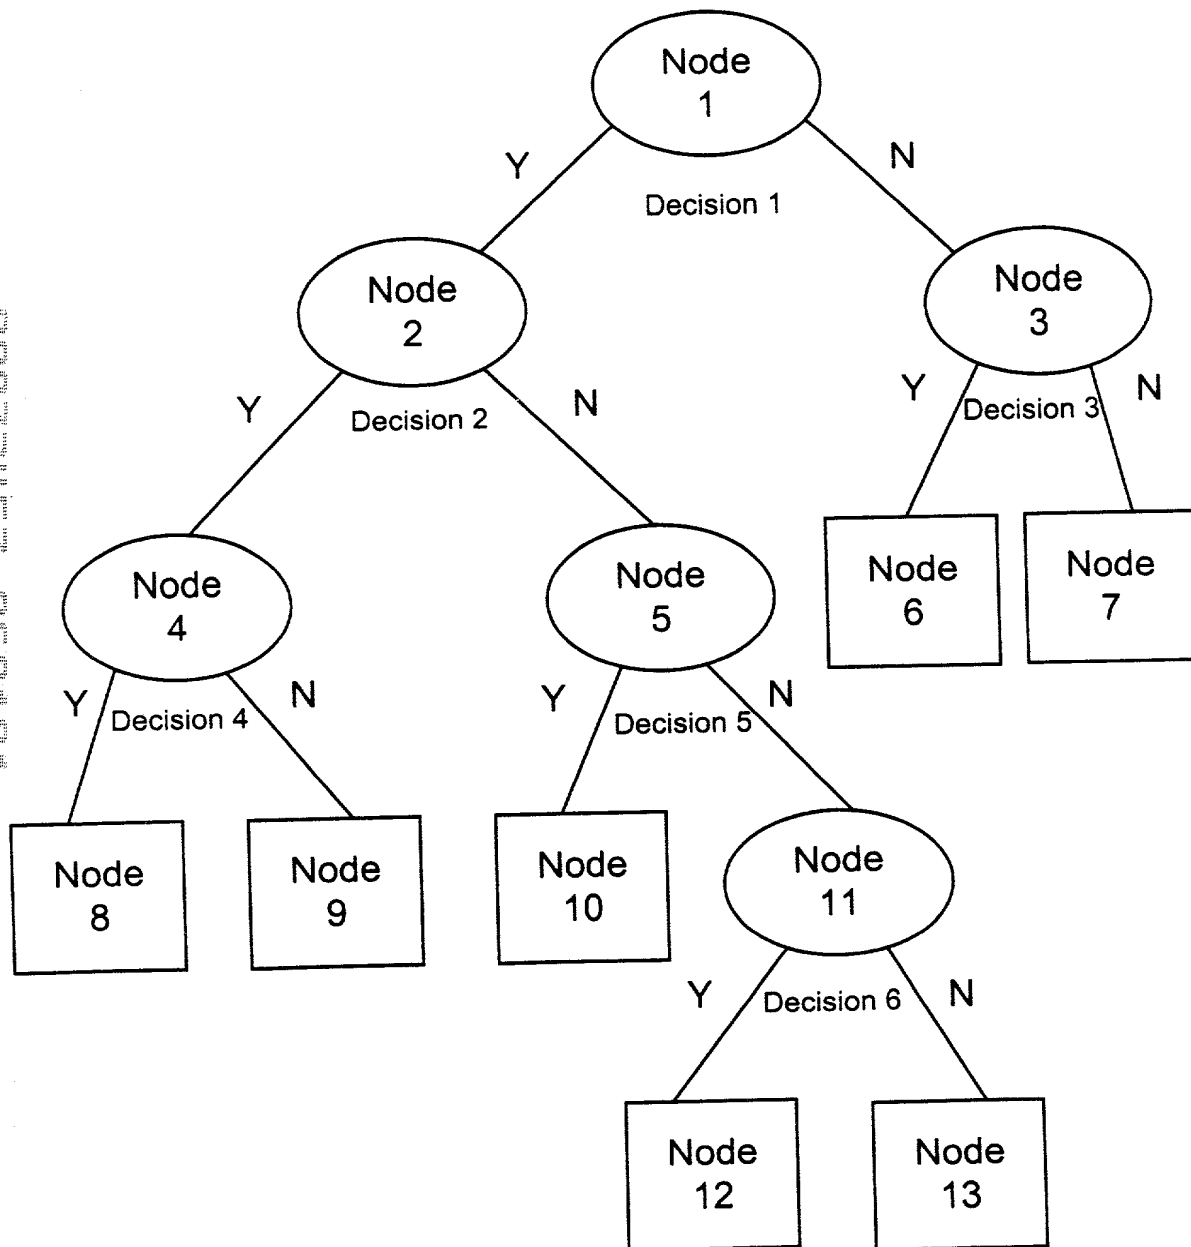 Node
1
Y
N
Decision 1
Node
2
Node
3
Y
Decision 2
N
Y
Decision 3
N
Node
4
Node
5
Node
6
Node
7
Y
Decision 4
N
Y
Decision 5
N
Node
8
Node
9
Node
10
Node
11
Y
Decision 6
N
Node
12
Node
13